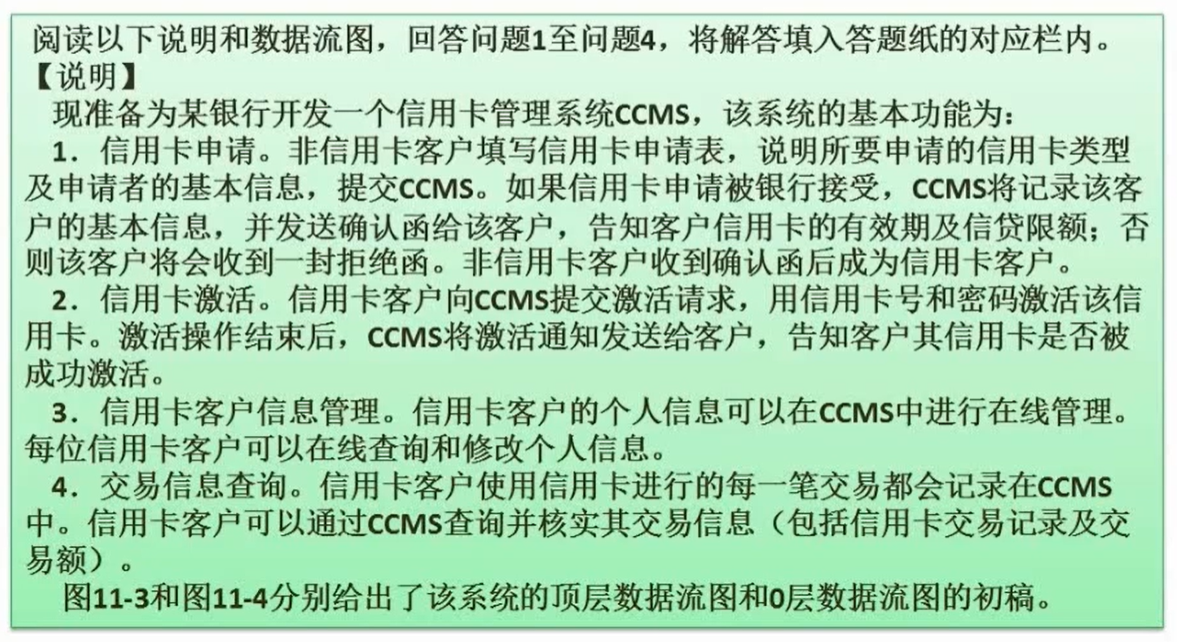 阅读以下说明和数据流图，回答问题1至问题4，将解答填入答题纸的对应栏内。
【说明】
现准备为某银行开发一个信用卡管理系统CCMS，该系统的基本功能为：
1．信用卡申请。非信用卡客户填写信用卡申请表，说明所要申请的信用卡类型
及申请者的基本信息，提交CCMS。如果信用卡申请被银行接受，CCMS将记录该客
户的基本信息，并发送确认函给该客户，告知客户信用卡的有效期及信贷限额；否
则该客户将会收到一封拒绝函。非信用卡客户收到确认函后成为信用卡客户。
2．信用卡激活。信用卡客户向CCMS提交激活请求，用信用卡号和密码激活该信
用卡。激活操作结束后，CCMS将激活通知发送给客户，告知客户其信用卡是否被
成功激活。
3．信用卡客户信息管理。信用卡客户的个人信息可以在CCMS中进行在线管理。
每位信用卡客户可以在线查询和修改个人信息。
4．交易信息查询。信用卡客户使用信用卡进行的每一笔交易都会记录在CCMS
中。信用卡客户可以通过CCMS查询并核实其交易信息（包括信用卡交易记录及交
易额）。
图11-3和图11-4分别给出了该系统的顶层数据流图和0层数据流图的初稿。